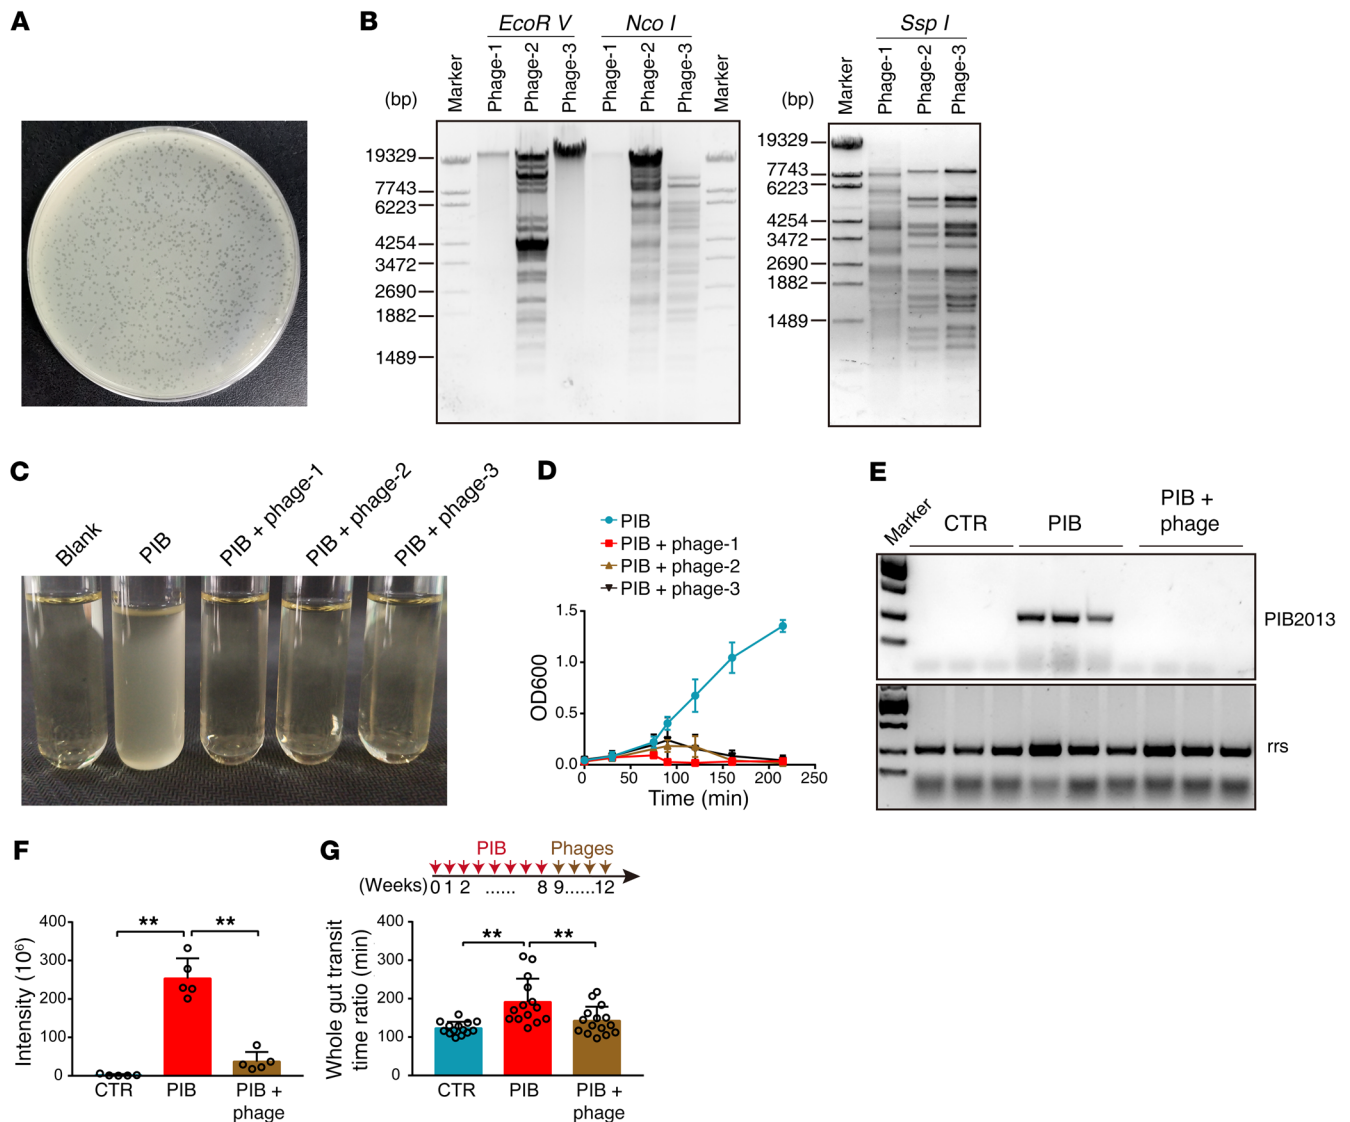 A
B
EcoR V
Nco I
Ssp I
Marker
Phage-1
Phage-2
Phage-3
Phage-1
Phage-2
Phage-3
Marker
(bp)
19329
7743
6223
4254
3472
2690
1882
1489
Marker
Phage-1
Phage-2
Phage-3
(bp)
19329
7743
6223
4254
3472
2690
1882
1489
C
Blank
PIB
PIB + phage-1
PIB + phage-2
PIB + phage-3
D
PIB
PIB + phage-1
PIB + phage-2
PIB + phage-3
OD600
1.5
1.0
0.5
0.0
0 50 100 150 200 250
Time (min)
E
Marker
CTR
PIB
PIB +
phage
PIB2013
rrs
F
Intensity (10⁶)
400
300
200
100
0
** **
CTR PIB PIB +
phage
G
PIB Phages
(Weeks) 0 1 2 ...... 8 9......12
Whole gut transit
time ratio (min)
400
300
200
100
0
** **
CTR PIB PIB +
phage